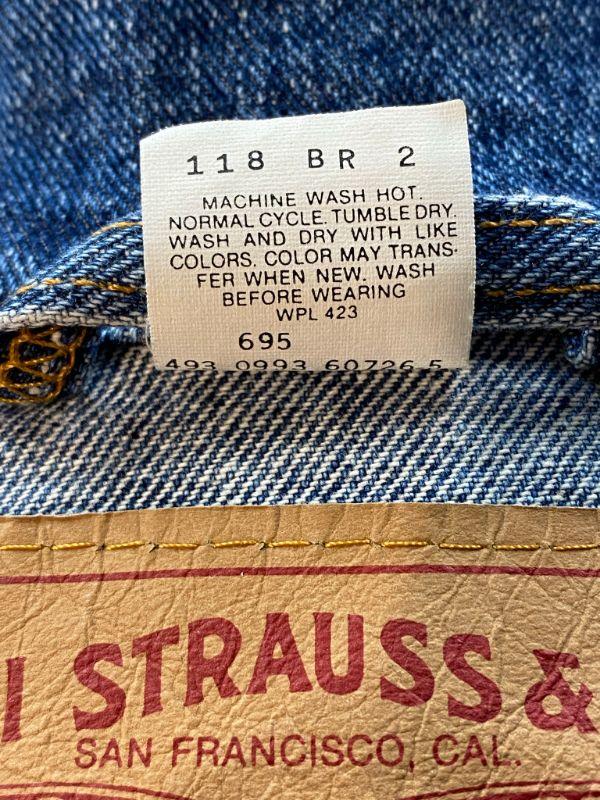 118 BR 2
MACHINE WASH HOT.
NORMAL CYCLE. TUMBLE DRY.
WASH AND DRY WITH LIKE
COLORS. COLOR MAY TRANS-
FER WHEN NEW. WASH
BEFORE WEARING
WPL 423
695
493 0993 60726 5
I STRAUSS &
SAN FRANCISCO, CAL.